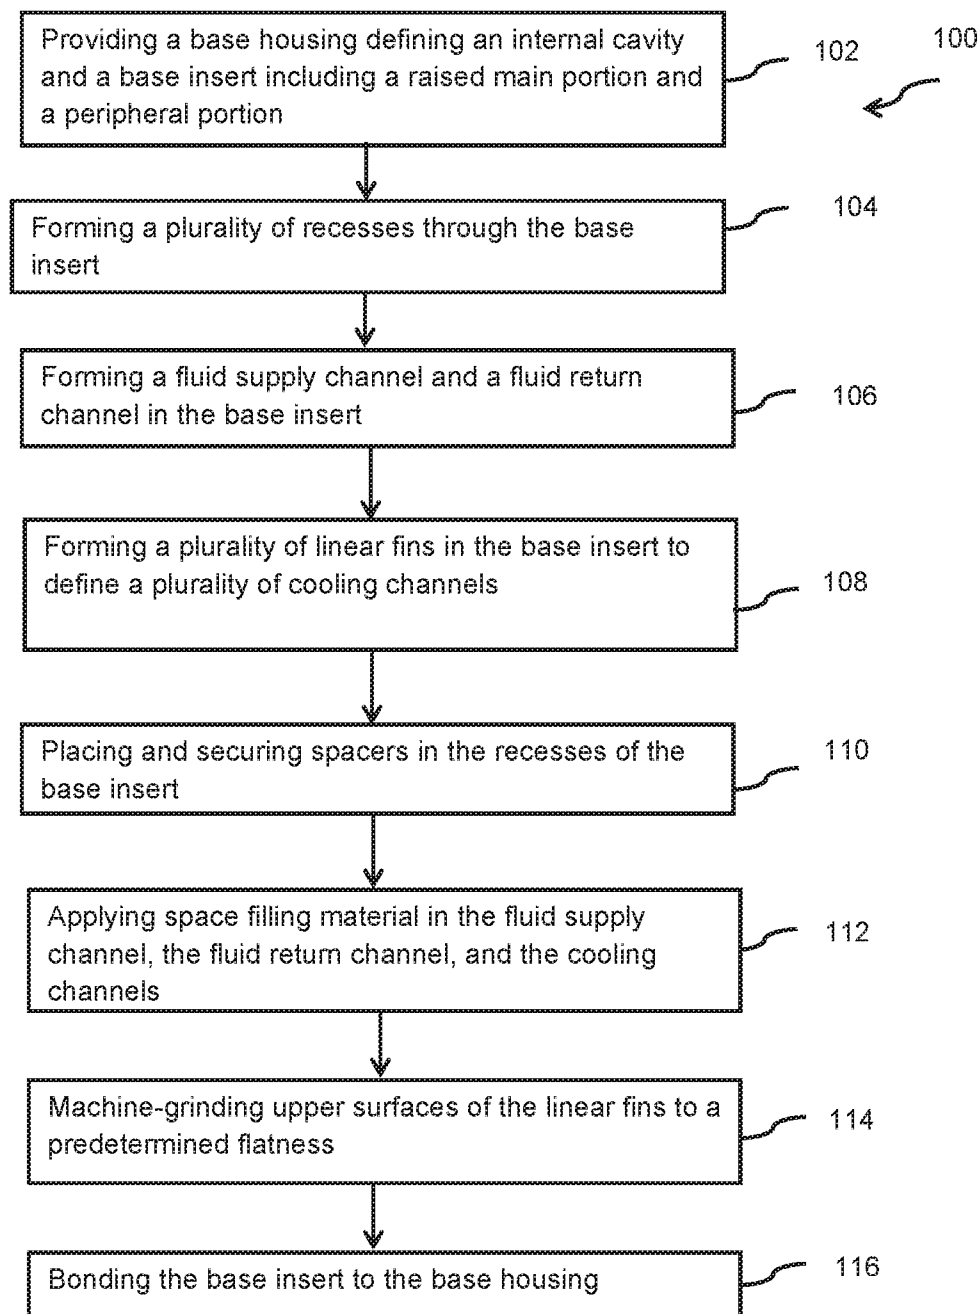 100
Providing a base housing defining an internal cavity
and a base insert including a raised main portion and
a peripheral portion
102
Forming a plurality of recesses through the base
insert
104
Forming a fluid supply channel and a fluid return
channel in the base insert
106
Forming a plurality of linear fins in the base insert to
define a plurality of cooling channels
108
Placing and securing spacers in the recesses of the
base insert
110
Applying space filling material in the fluid supply
channel, the fluid return channel, and the cooling
channels
112
Machine-grinding upper surfaces of the linear fins to a
predetermined flatness
114
Bonding the base insert to the base housing
116